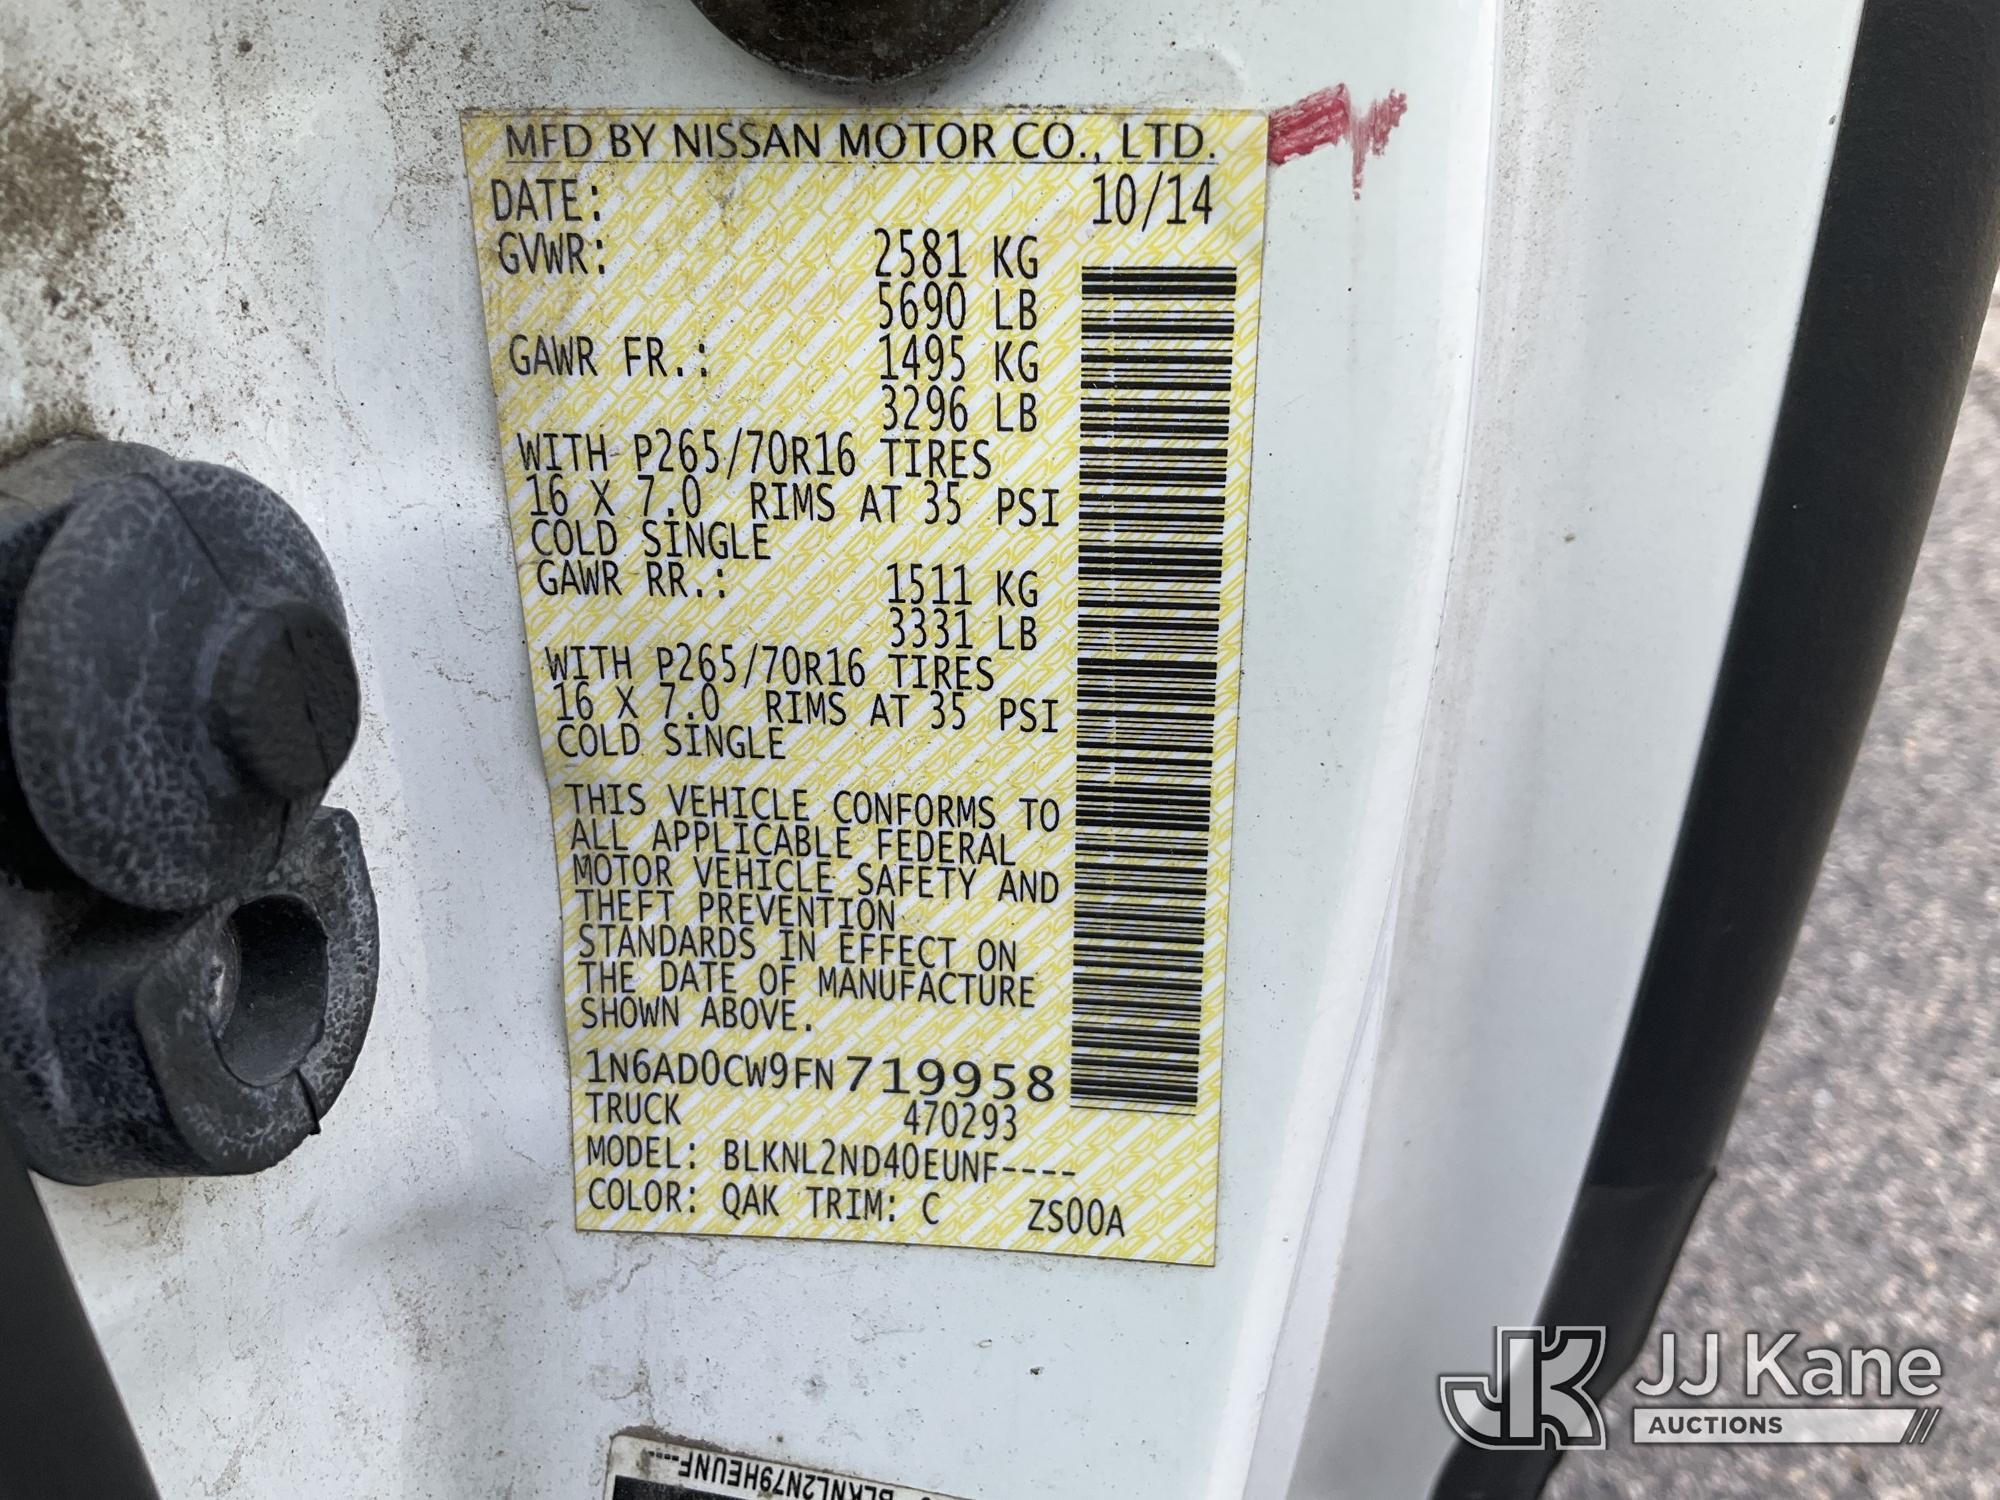 MFD BY NISSAN MOTOR CO., LTD.
DATE: 10/14
GVWR: 2581 KG
5690 LB
GAWR FR.: 1495 KG
3296 LB
WITH P265/70R16 TIRES
16 X 7.0 RIMS AT 35 PSI
COLD SINGLE
GAWR RR.: 1511 KG
3331 LB
WITH P265/70R16 TIRES
16 X 7.0 RIMS AT 35 PSI
COLD SINGLE
THIS VEHICLE CONFORMS TO
ALL APPLICABLE FEDERAL
MOTOR VEHICLE SAFETY AND
THEFT PREVENTION
STANDARDS IN EFFECT ON
THE DATE OF MANUFACTURE
SHOWN ABOVE.
1N6AD0CW9FN719958
TRUCK 470293
MODEL: BLKNL2ND40EUNF----
COLOR: QAK TRIM: C ZS00A
BLKNL2N79HEUNF----
JK JJ Kane
AUCTIONS